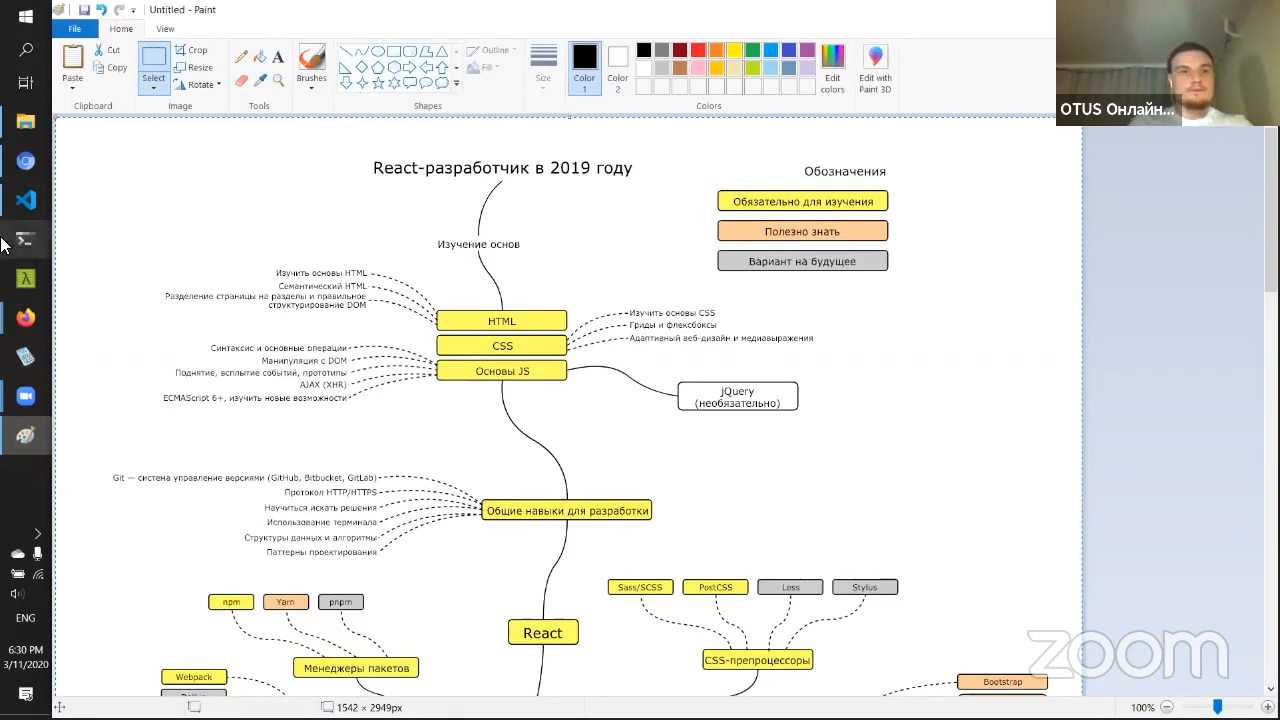 Untitled - Paint
File
Home
View
Paste
Cut
Copy
Clipboard
Select
Crop
Resize
Rotate
Image
Tools
Brushes
Outline
Fill
Shapes
Size
Color
1
Color
2
Edit
colors
Edit with
Paint 3D
Colors
OTUS Онлайн...
React-разработчик в 2019 году
Обозначения
Обязательно для изучения
Полезно знать
Вариант на будущее
Изучение основ
Изучить основы HTML
Семантический HTML
Разделение страницы на разделы и правильное
структурирование DOM
HTML
CSS
Основы JS
Изучить основы CSS
Гриды и флексбоксы
Адаптивный веб-дизайн и медиавыражения
Синтаксис и основные операции
Манипуляция с DOM
Поднятие, всплытие событий, прототипы
AJAX (XHR)
ECMAScript 6+, изучить новые возможности
jQuery
(необязательно)
Git — система управление версиями (GitHub, Bitbucket, GitLab)
Протокол HTTP/HTTPS
Научиться искать решения
Использование терминала
Структуры данных и алгоритмы
Паттерны проектирования
Общие навыки для разработки
Sass/SCSS
PostCSS
Less
Stylus
npm
Yarn
pnpm
React
Менеджеры пакетов
CSS-препроцессоры
Webpack
Bootstrap
zoom
ENG
6:30 PM
3/11/2020
1542 × 2949px
100%